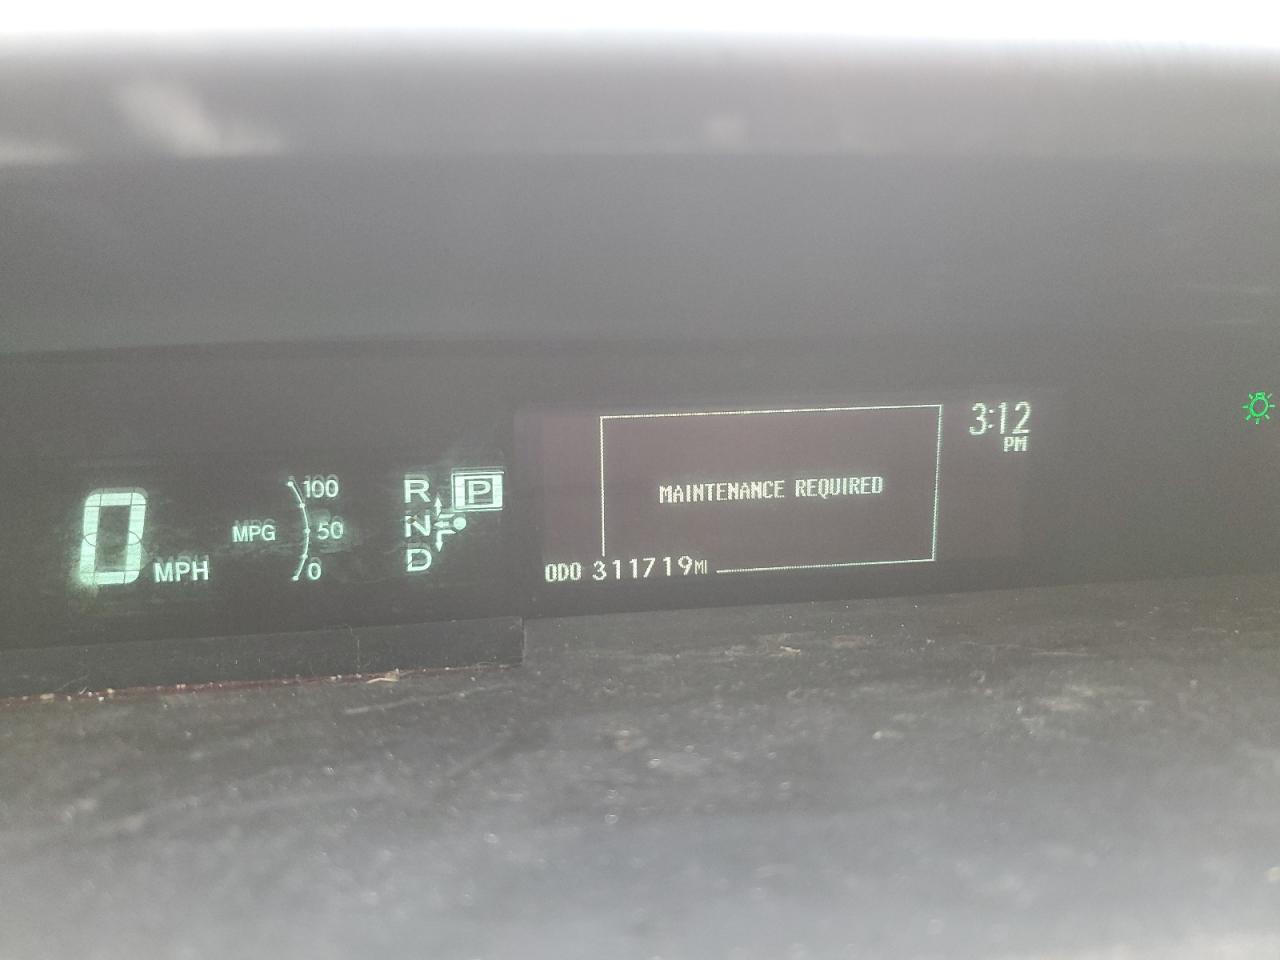 0 MPH
MPG
100
50
0
R
P
N
D
MAINTENANCE REQUIRED
3:12
PM
ODO 311719MI